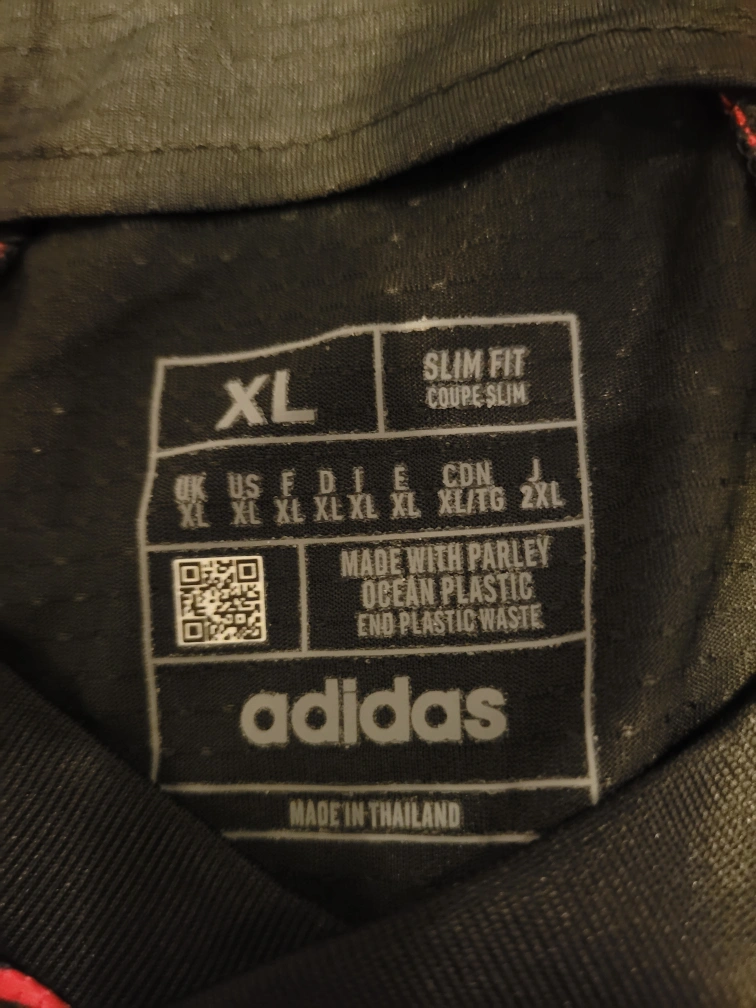 XL
SLIM FIT
COUPE SLIM
UK US F D I E CDN J
XL XL XL XL XL XL XL/TG 2XL
MADE WITH PARLEY
OCEAN PLASTIC
END PLASTIC WASTE
adidas
MADE IN THAILAND